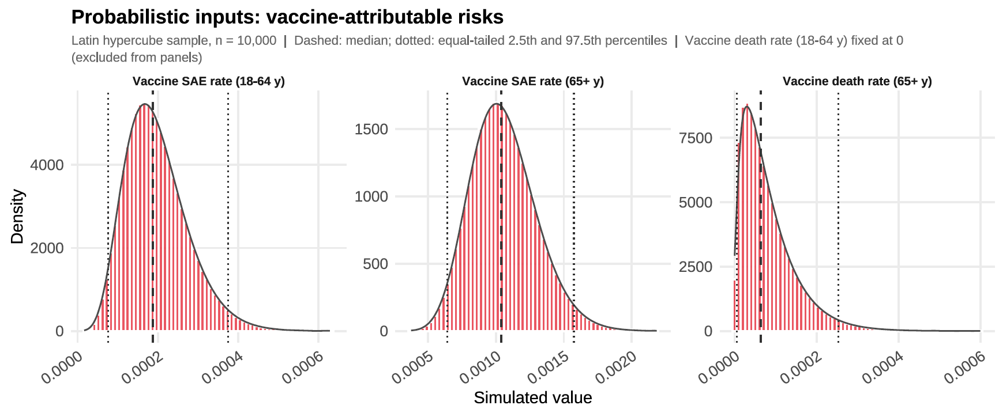 Probabilistic inputs: vaccine-attributable risks
Latin hypercube sample, n = 10,000 | Dashed: median; dotted: equal-tailed 2.5th and 97.5th percentiles | Vaccine death rate (18-64 y) fixed at 0
(excluded from panels)
Vaccine SAE rate (18-64 y)
Vaccine SAE rate (65+ y)
Vaccine death rate (65+ y)
Density
4000
2000
0
0.0000
0.0002
0.0004
0.0006
1500
1000
500
0
0.0005
0.0010
0.0015
0.0020
7500
5000
2500
0
0.0000
0.0002
0.0004
0.0006
Simulated value